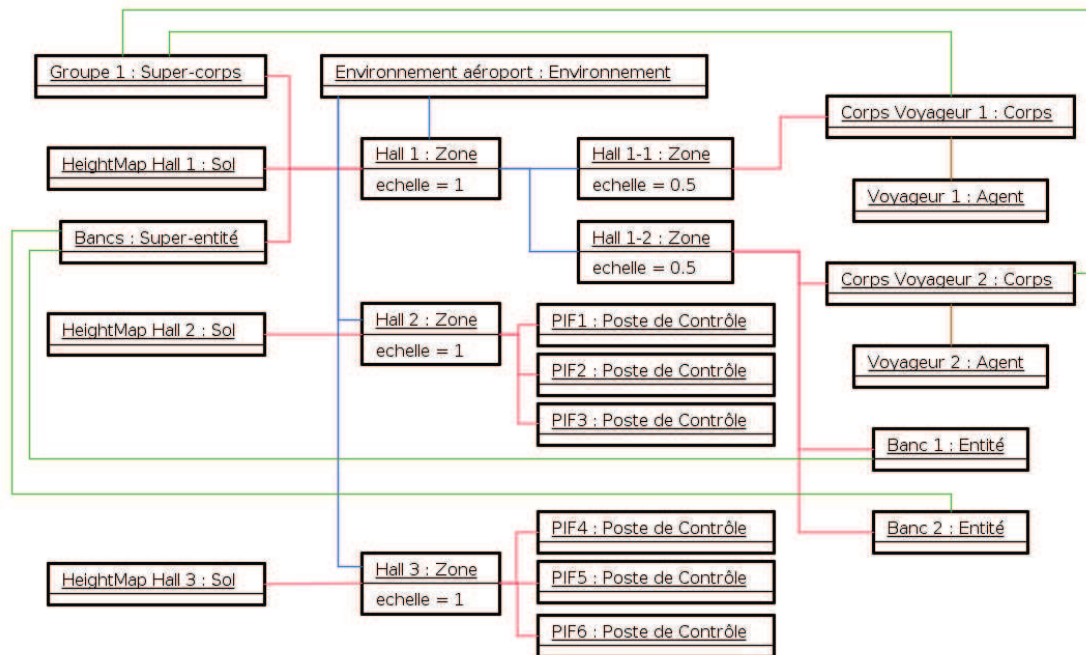 Groupe 1 : Super-corps
Environnement aéroport : Environnement
Corps Voyageur 1 : Corps
HeightMap Hall 1 : Sol
Hall 1 : Zone
echelle = 1
Hall 1-1 : Zone
echelle = 0.5
Voyageur 1 : Agent
Bancs : Super-entité
Hall 1-2 : Zone
echelle = 0.5
Corps Voyageur 2 : Corps
HeightMap Hall 2 : Sol
Hall 2 : Zone
echelle = 1
PIF1 : Poste de Contrôle
PIF2 : Poste de Contrôle
PIF3 : Poste de Contrôle
Voyageur 2 : Agent
Banc 1 : Entité
Banc 2 : Entité
HeightMap Hall 3 : Sol
Hall 3 : Zone
echelle = 1
PIF4 : Poste de Contrôle
PIF5 : Poste de Contrôle
PIF6 : Poste de Contrôle